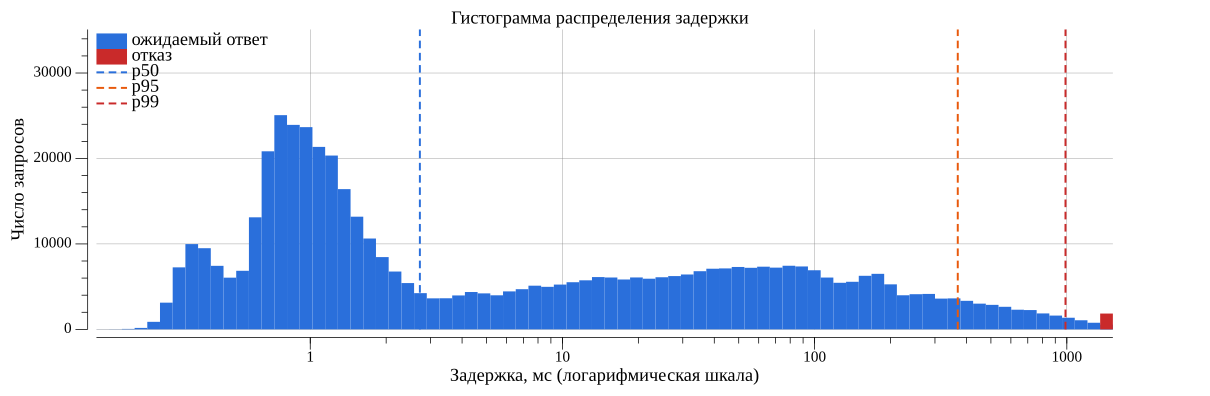 Гистограмма распределения задержки
ожидаемый ответ
отказ
p50
p95
p99
Число запросов
30000
20000
10000
0
1 10 100 1000
Задержка, мс (логарифмическая шкала)